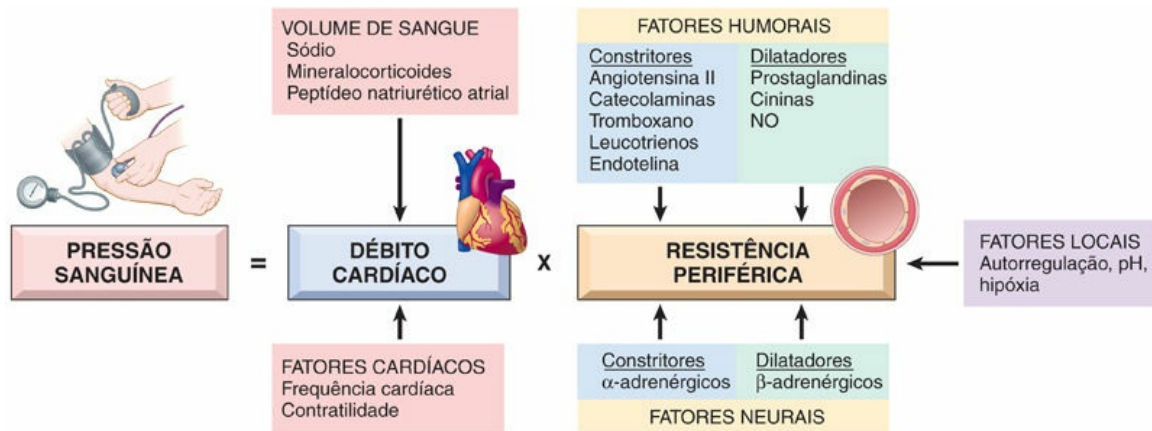 VOLUME DE SANGUE
Sódio
Mineralocorticoides
Peptídeo natriurético atrial
FATORES HUMORAIS
Constritores
Angiotensina II
Catecolaminas
Tromboxano
Leucotrienos
Endotelina
Dilatadores
Prostaglandinas
Cininas
NO
PRESSÃO
SANGUÍNEA
=
DÉBITO
CARDÍACO
X
RESISTÊNCIA
PERIFÉRICA
FATORES LOCAIS
Autorregulação, pH,
hipóxia
FATORES CARDÍACOS
Frequência cardíaca
Contratilidade
Constritores
α-adrenérgicos
Dilatadores
β-adrenérgicos
FATORES NEURAIS